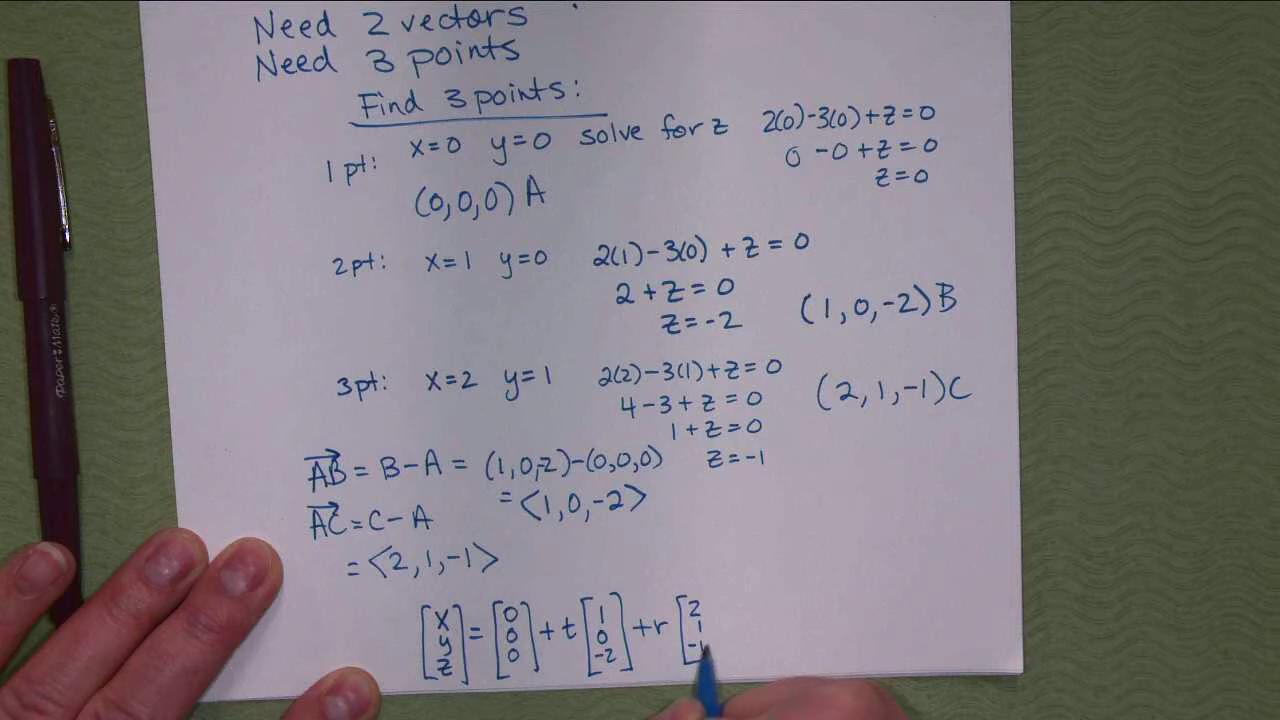 Need 2 vectors
Need 3 points
Find 3 points:
1 pt: x=0 y=0 solve for z 2(0)-3(0)+z=0
0-0+z=0
z=0
(0,0,0) A
2pt: x=1 y=0 2(1)-3(0)+z=0
2+z=0
z=-2
(1,0,-2)B
3pt: x=2 y=1 2(2)-3(1)+z=0
4-3+z=0
1+z=0
z=-1
(2,1,-1)C
AB = B-A = (1,0,-2)-(0,0,0)
= <1,0,-2>
AC = C-A
= <2,1,-1>
[x y z] = [0 0 0] + t [1 0 -2] + r [2 1 -1
PaperMate